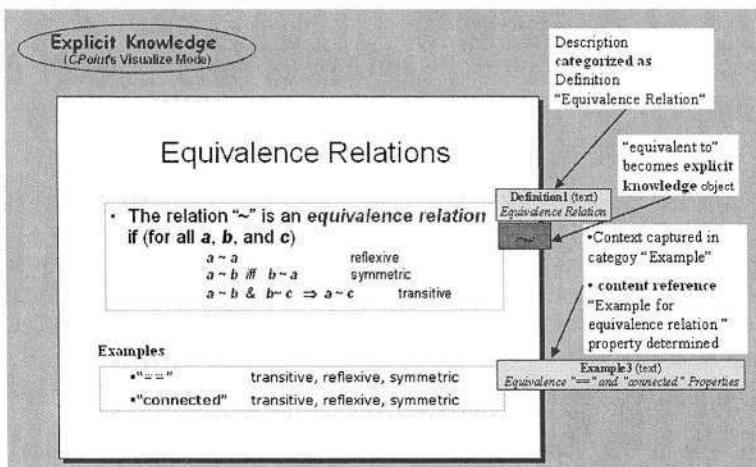 Explicit Knowledge
(CPoint's Visualize Mode)
Description
categorized as
Definition
"Equivalence Relation"
"equivalent to"
becomes explicit
knowledge object
Equivalence Relations
Definition1 (text)
Equivalence Relation
~
• The relation "~" is an equivalence relation
if (for all a, b, and c)
a ~ a reflexive
a ~ b iff b ~ a symmetric
a ~ b & b~ c ⇒ a ~ c transitive
•Context captured in
categoy "Example"
• content reference
"Example for
equivalence relation "
property determined
Examples
•"==" transitive, reflexive, symmetric
•"connected" transitive, reflexive, symmetric
Example3 (text)
Equivalence "==" and "connected" Properties